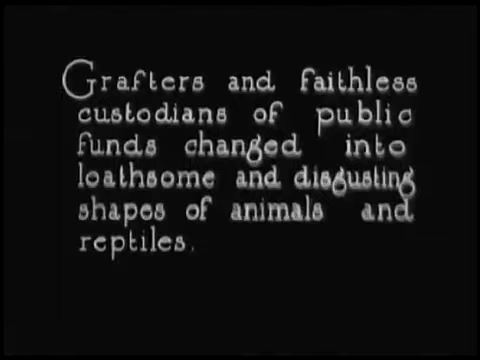 Grafters and faithless
custodians of public
funds changed into
loathsome and disgusting
shapes of animals and
reptiles.